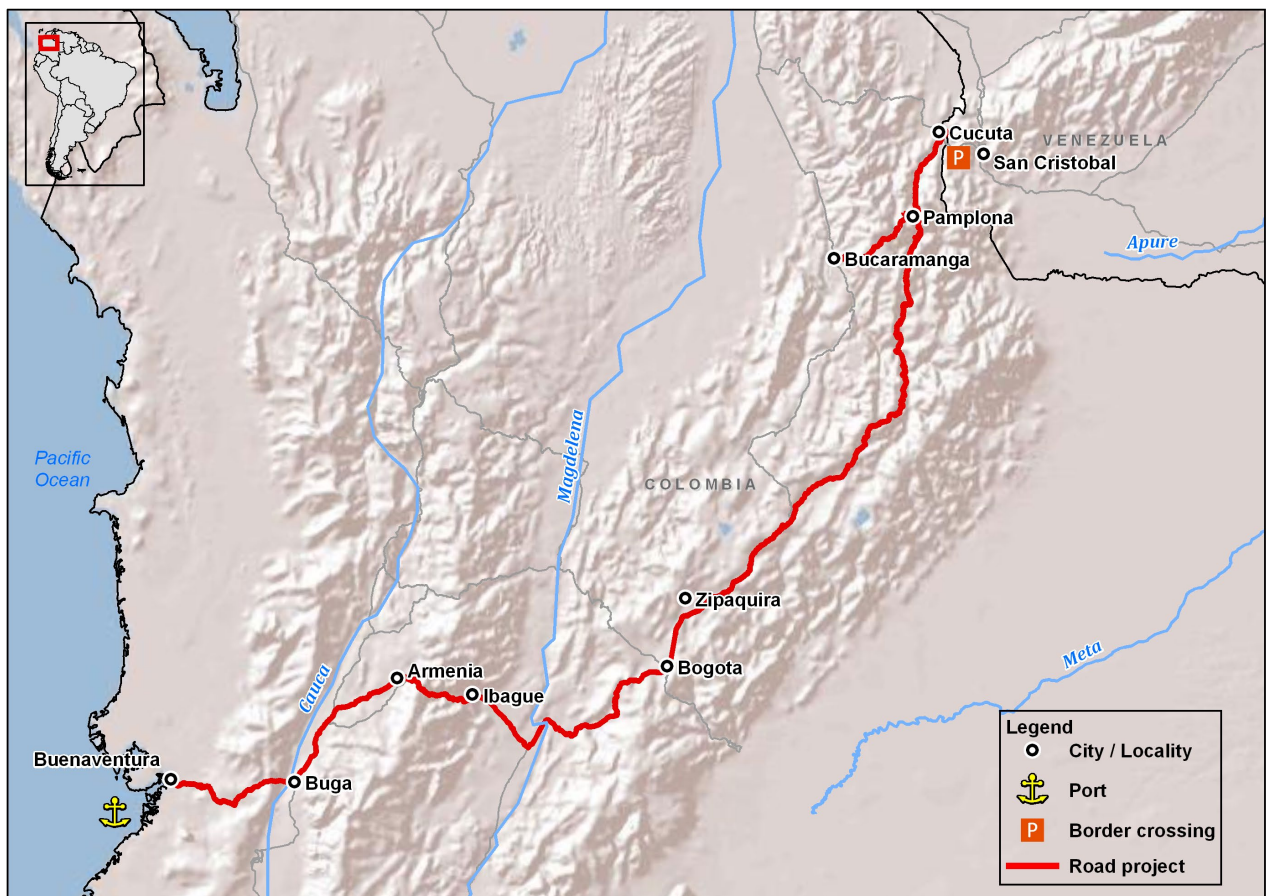 Cucuta
VENEZUELA
P
San Cristobal
Pamplona
Apure
Bucaramanga
Magdelena
Pacific
Ocean
COLOMBIA
Zipaquira
Bogota
Meta
Armenia
Ibague
Cauca
Buenaventura
Buga
Legend
City / Locality
Port
P Border crossing
Road project